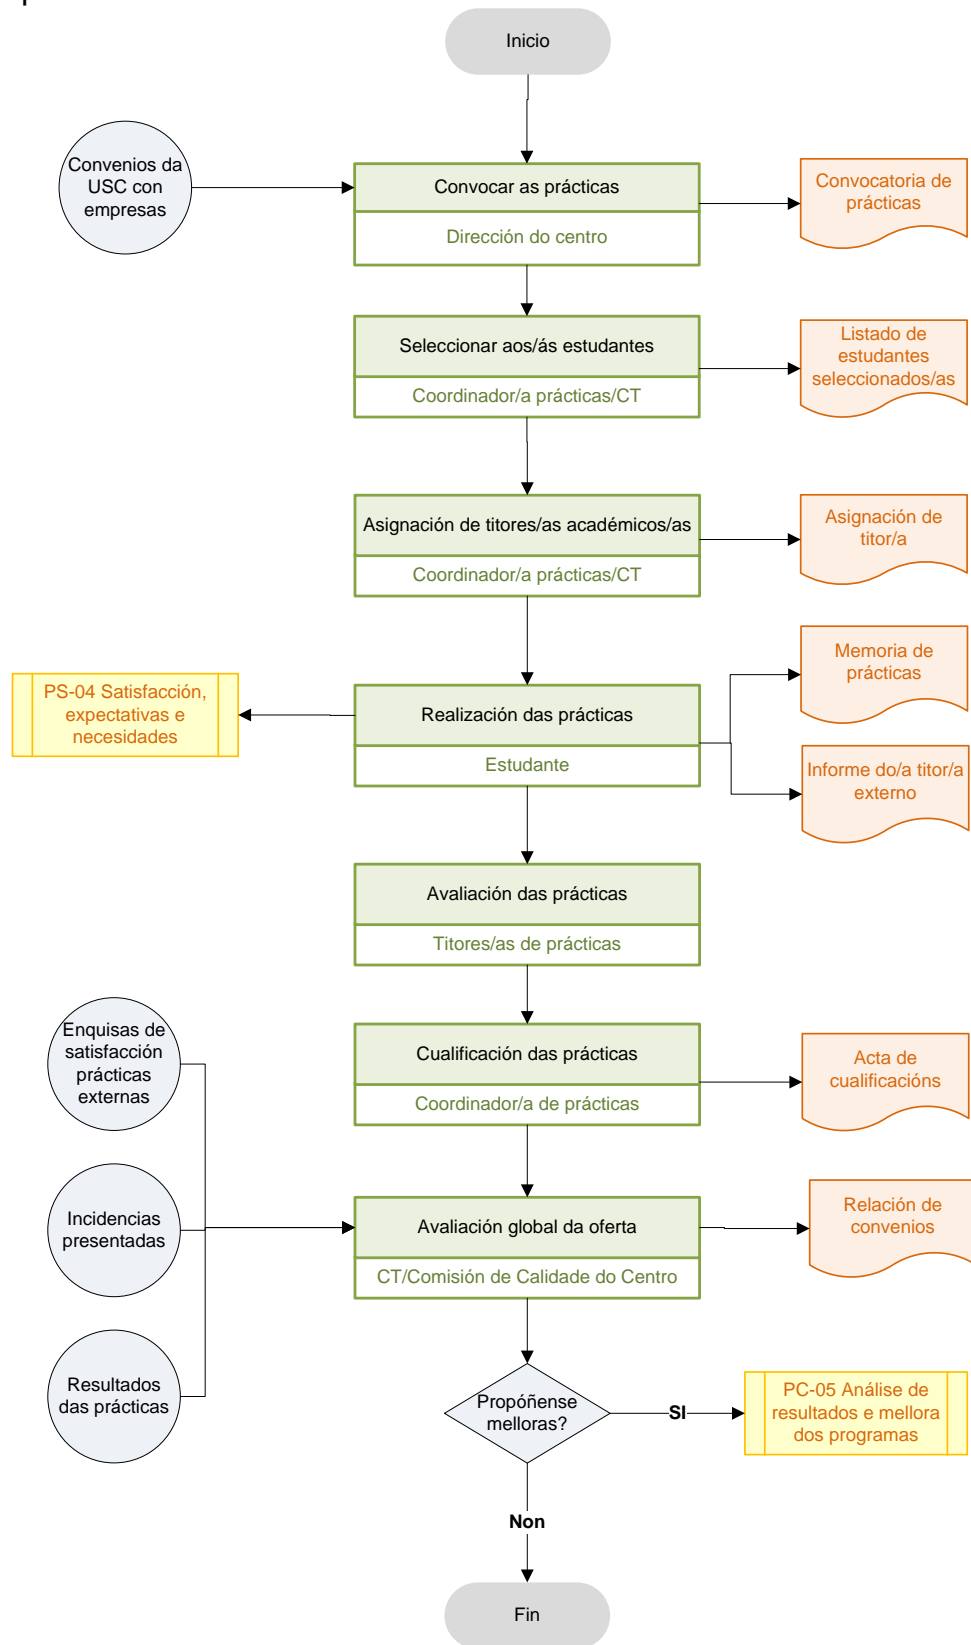 Inicio
Convenios da
USC con
empresas
Convocar as prácticas
Dirección do centro
Convocatoria de
prácticas
Seleccionar aos/ás estudantes
Coordinador/a prácticas/CT
Listado de
estudantes
seleccionados/as
Asignación de titores/as académicos/as
Coordinador/a prácticas/CT
Asignación de
titor/a
PS-04 Satisfacción,
expectativas e
necesidades
Realización das prácticas
Estudante
Memoria de
prácticas
Informe do/a titor/a
externo
Avaliación das prácticas
Titores/as de prácticas
Enquisas de
satisfacción
prácticas
externas
Cualificación das prácticas
Coordinador/a de prácticas
Acta de
cualificacións
Incidencias
presentadas
Avaliación global da oferta
CT/Comisión de Calidade do Centro
Relación de
convenios
Resultados
das prácticas
Propóñense
melloras?
SI
PC-05 Análise de
resultados e mellora
dos programas
Non
Fin